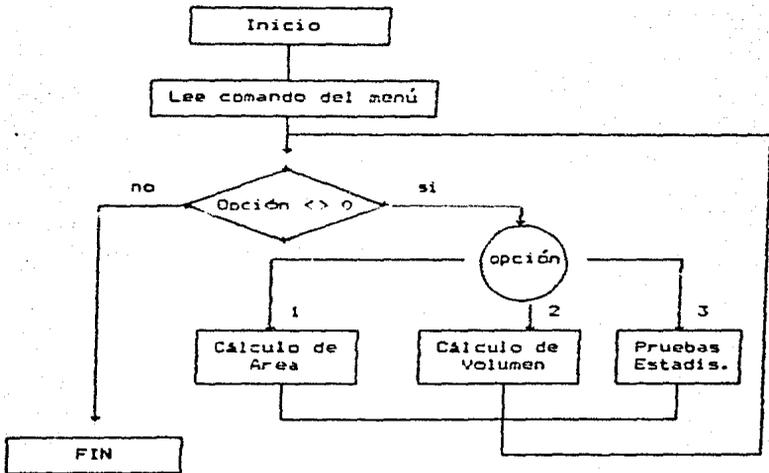 Inicio
Lee comando del menú
no
si
Opción <> 0
opción
1
2
3
Cálculo de
Area
Cálculo de
Volumen
Pruebas
Estadis.
FIN